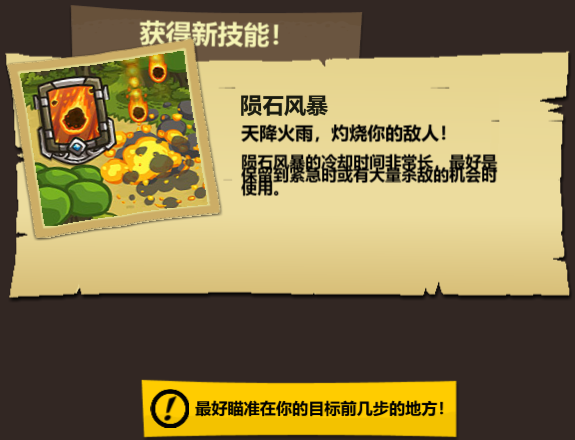 获得新技能！
陨石风暴
天降火雨，灼烧你的敌人！
陨石风暴的冷却时间非常长，最好是
保留到紧急时或有大量杀敌的机会时
使用。
最好瞄准在你的目标前几步的地方！